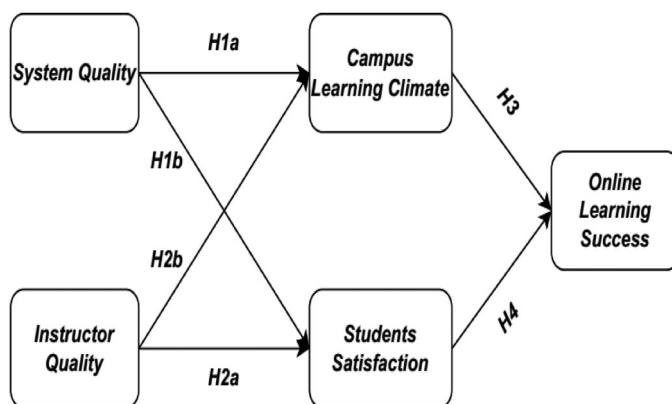 System Quality
H1a
Campus
Learning Climate
H3
H1b
Online
Learning
Success
H2b
Instructor
Quality
H2a
Students
Satisfaction
H4